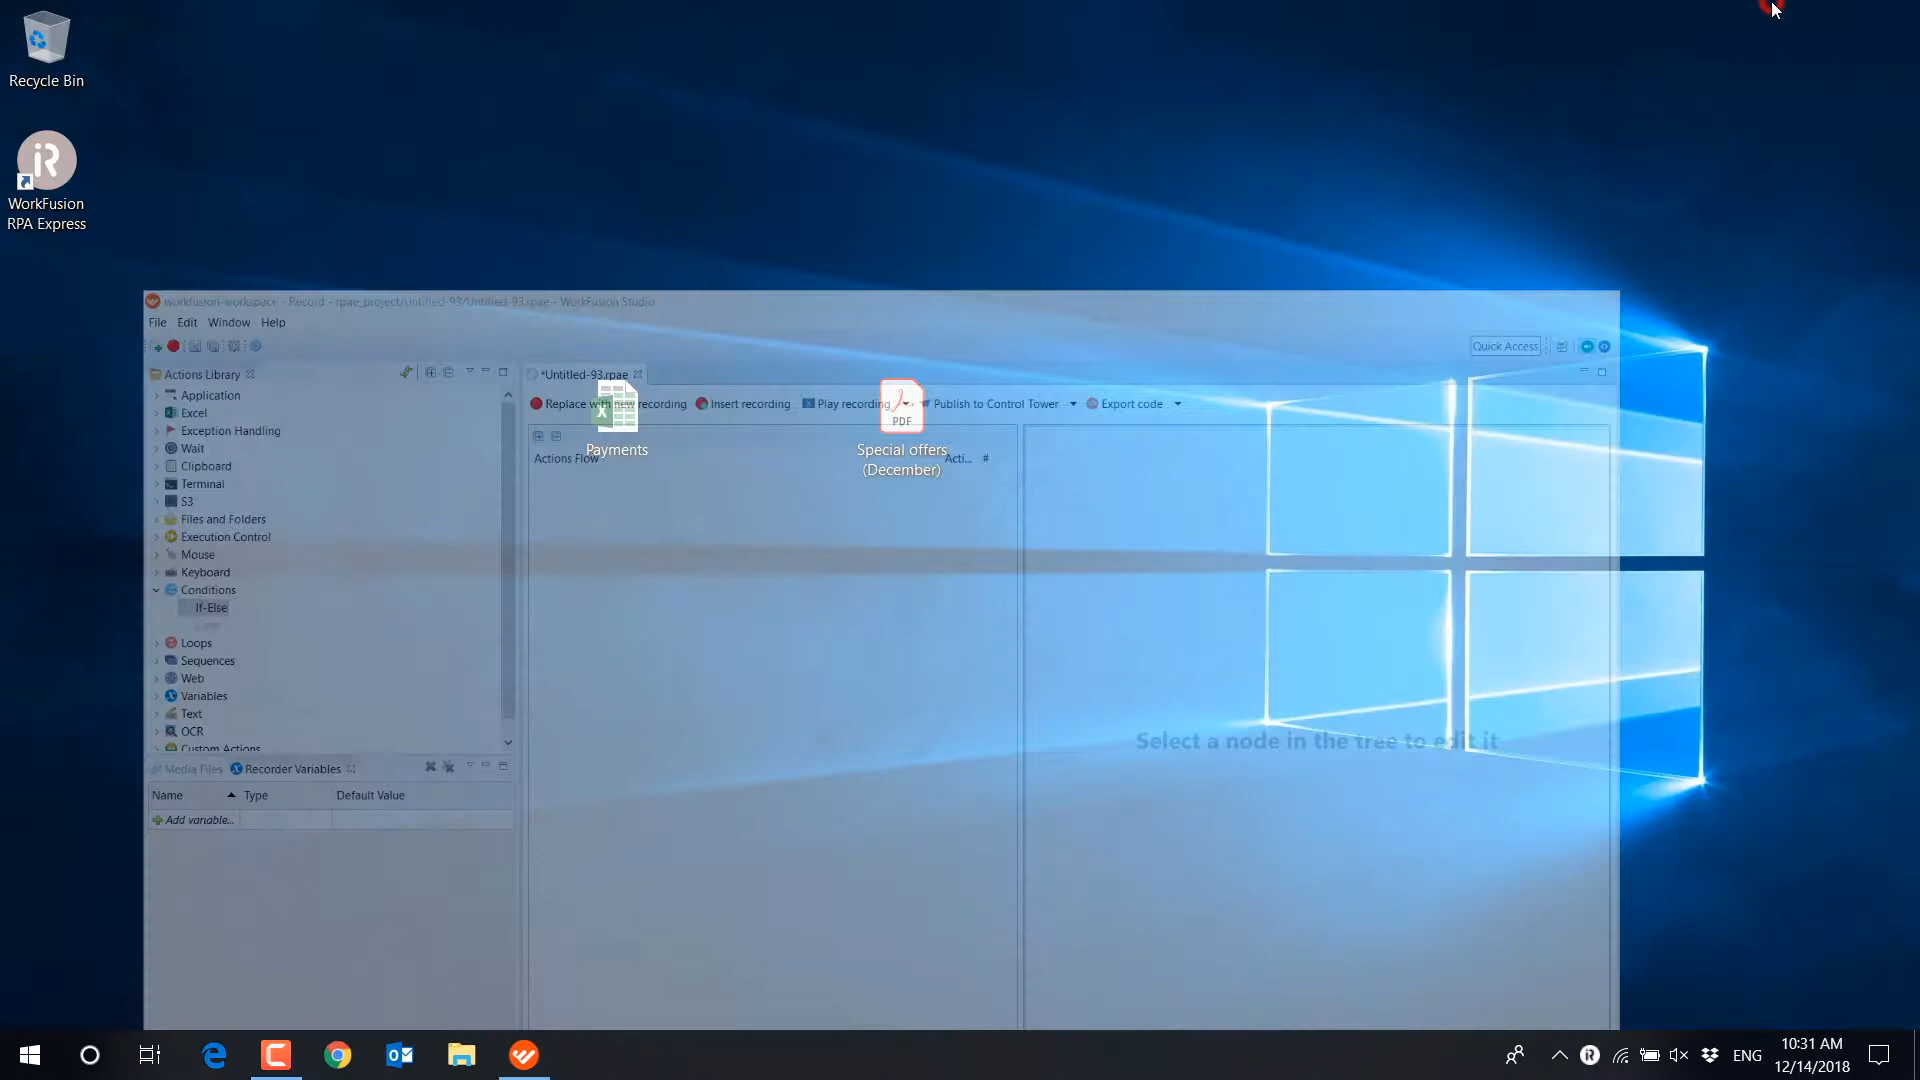 Recycle Bin
iR
WorkFusion
RPA Express
workfusion-workspace - Record - rpae_project/Untitled-93/Untitled-93.rpae - WorkFusion Studio
File Edit Window Help
Quick Access
Actions Library
*Untitled-93.rpae
Replace with new recording Insert recording Play recording Publish to Control Tower Export code
Application
Excel
Exception Handling
Wait
Clipboard
Terminal
S3
Files and Folders
Execution Control
Mouse
Keyboard
Conditions
If-Else
Loops
Sequences
Web
Variables
Text
OCR
Custom Actions
PDF
Payments
Special offers
(December)
Actions Flow Acti... #
Select a node in the tree to edit it
Media Files Recorder Variables
Name Type Default Value
Add variable...
ENG
10:31 AM
12/14/2018